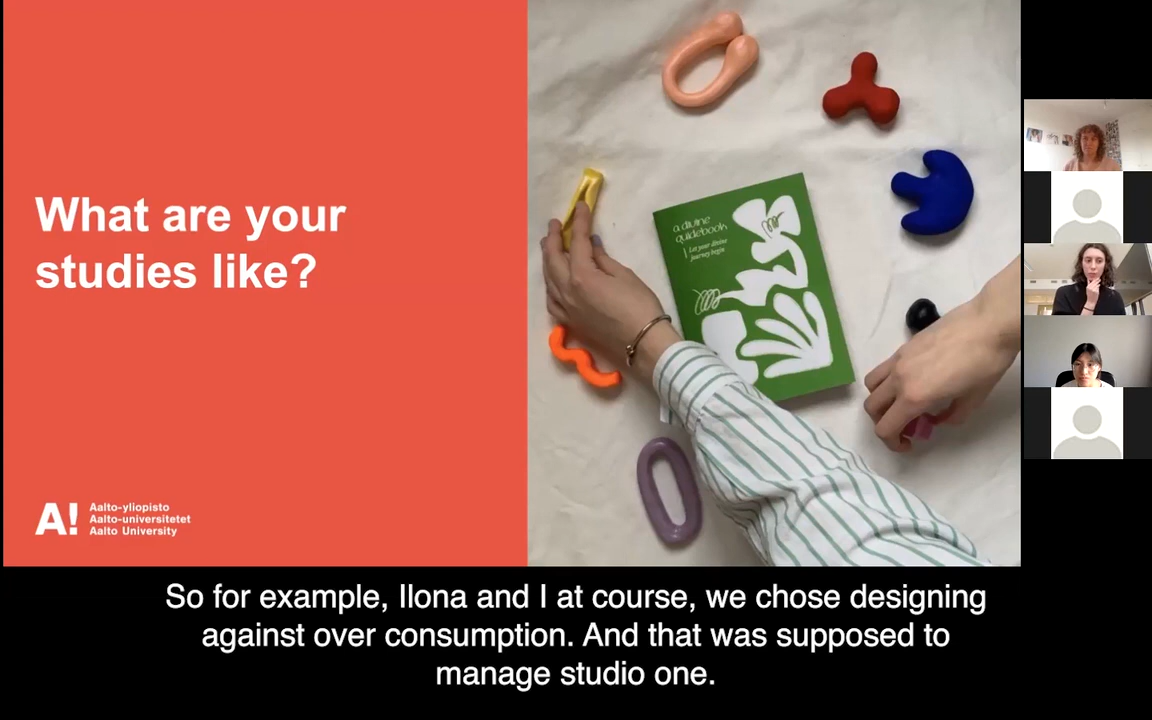 What are your
studies like?
A!
Aalto-yliopisto
Aalto-universitetet
Aalto University
a divine
guidebook
Let your divine
journey begin
So for example, Ilona and I at course, we chose designing
against over consumption. And that was supposed to
manage studio one.